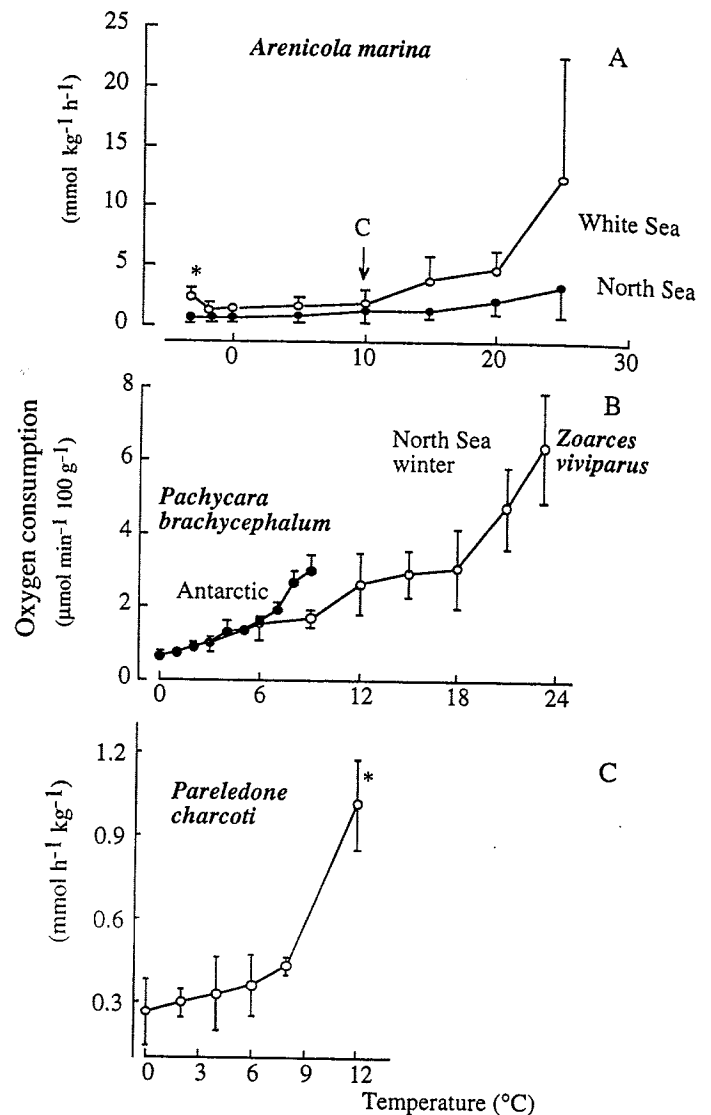 25
20
15
10
5
0
(mmol kg⁻¹ h⁻¹)
Arenicola marina
A
C
*
White Sea
North Sea
0
10
20
30
Oxygen consumption
(µmol min⁻¹ 100 g⁻¹)
8
6
4
2
0
B
North Sea
winter
Zoarces
viviparus
Pachycara
brachycephalum
Antarctic
0
6
12
18
24
(mmol h⁻¹ kg⁻¹)
1.2
0.9
0.6
0.3
Pareledone
charcoti
*
C
0
3
6
9
12
Temperature (°C)